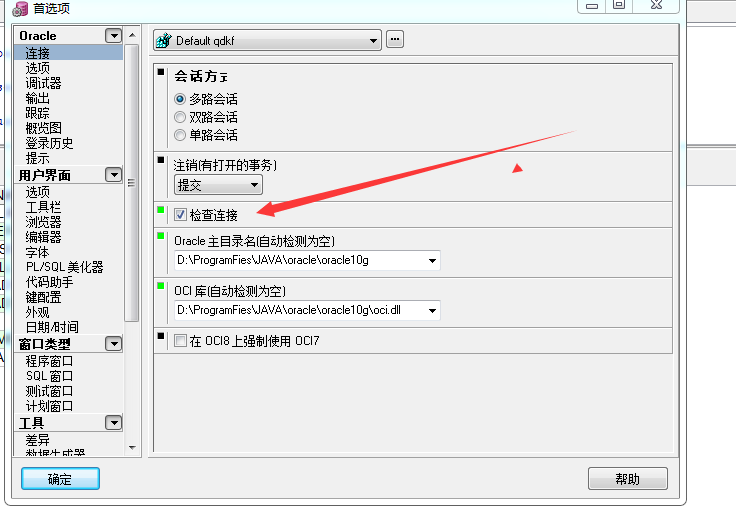 首选项
Oracle
连接
选项
调试器
输出
跟踪
概览图
登录历史
提示
用户界面
选项
工具栏
浏览器
编辑器
字体
PL/SQL 美化器
代码助手
键配置
外观
日期/时间
窗口类型
程序窗口
SQL 窗口
测试窗口
计划窗口
工具
差异
数据生成器
Default qdkf
会话方式
多路会话
双路会话
单路会话
注销(有打开的事务)
提交
检查连接
Oracle 主目录名(自动检测为空)
D:\ProgramFies\JAVA\oracle\oracle10g
OCI 库(自动检测为空)
D:\ProgramFies\JAVA\oracle\oracle10g\oci.dll
在 OCI8 上强制使用 OCI7
确定
帮助